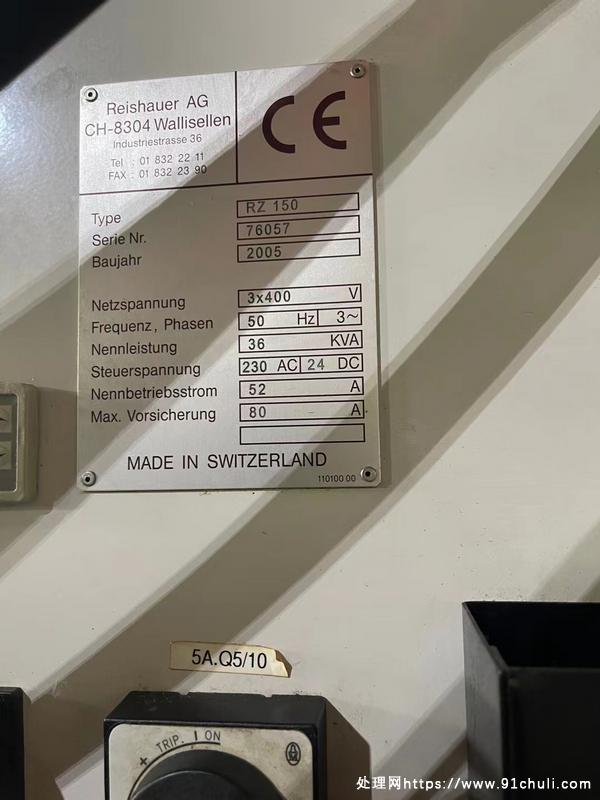 Reishauer AG
CH-8304 Wallisellen
Industriestrasse 36
Tel : 01 832 22 11
FAX : 01 832 23 90
CE
Type RZ 150
Serie Nr. 76057
Baujahr 2005
Netzspannung 3x400 V
Frequenz, Phasen 50 Hz 3~
Nennleistung 36 KVA
Steuerspannung 230 AC 24 DC
Nennbetriebsstrom 52 A
Max. Vorsicherung 80 A
MADE IN SWITZERLAND
110100 00
5A.Q5/10
+ TRIP. I ON
处理网https://www.91chuli.com/